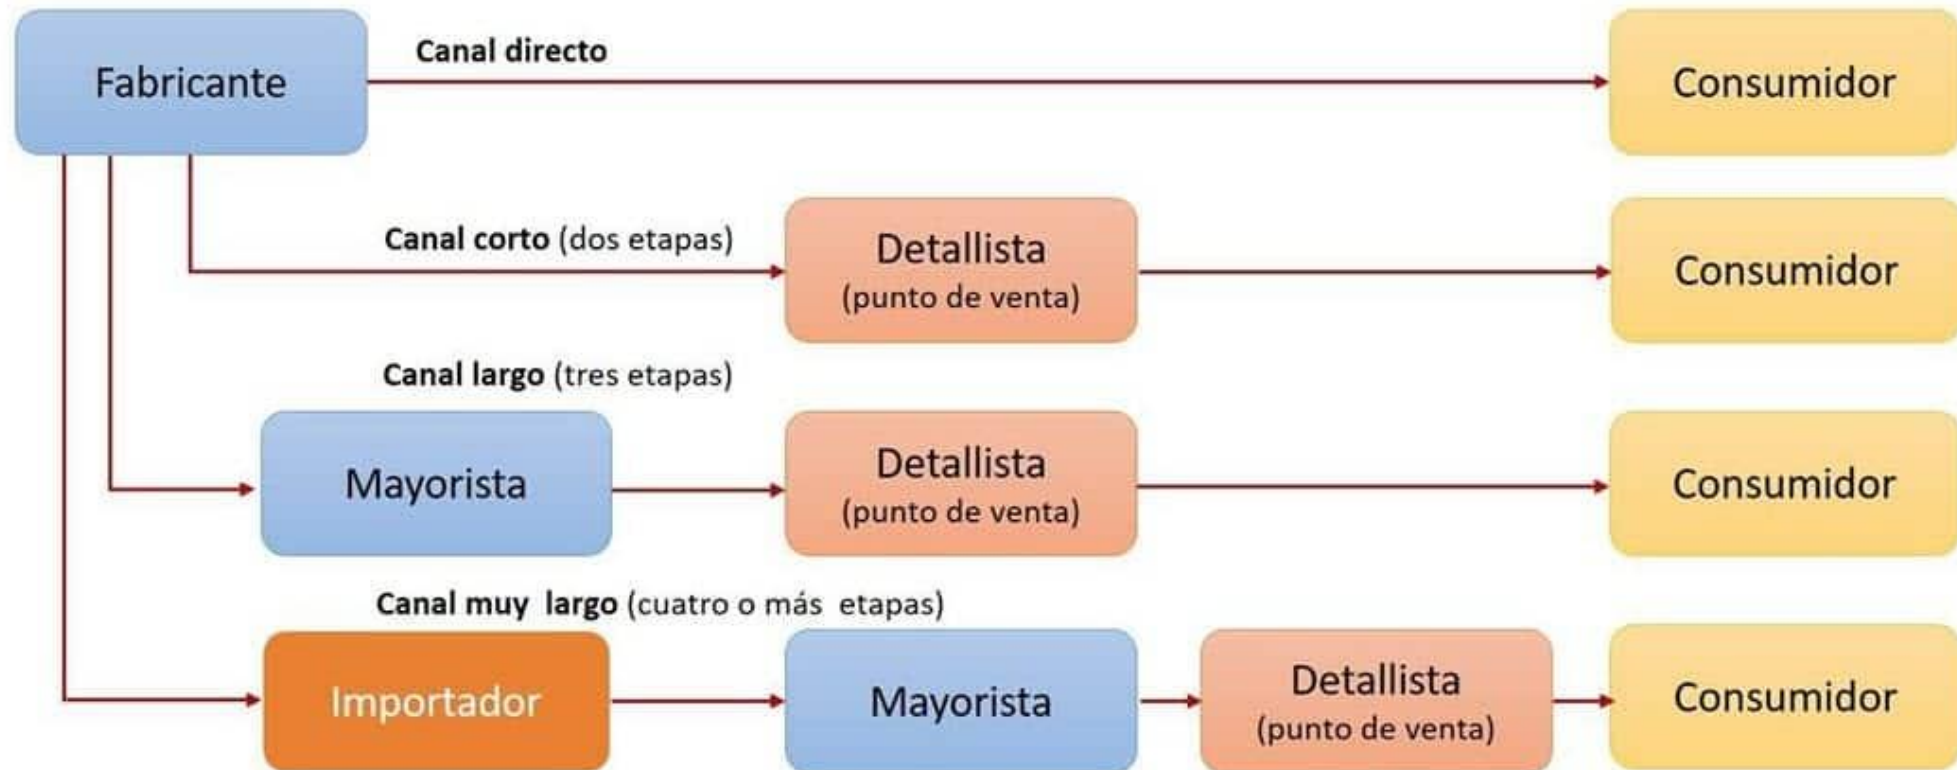 Fabricante
Canal directo
Consumidor
Canal corto (dos etapas)
Detallista
(punto de venta)
Consumidor
Canal largo (tres etapas)
Mayorista
Detallista
(punto de venta)
Consumidor
Canal muy largo (cuatro o más etapas)
Importador
Mayorista
Detallista
(punto de venta)
Consumidor